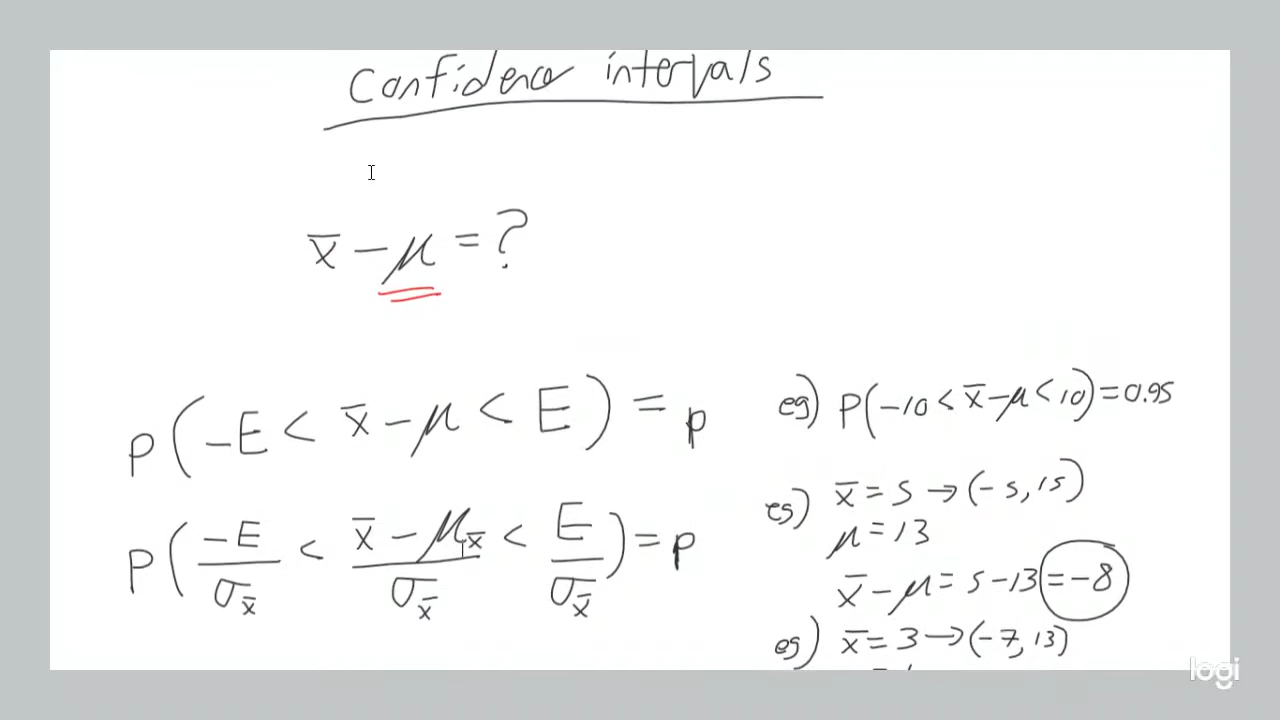 Confidence intervals
x̄ − μ = ?
P(−E < x̄ − μ < E) = p
P(−E/σx̄ < x̄ − μx̄/σx̄ < E/σx̄) = p
eg) P(−10 < x̄ − μ < 10) = 0.95
eg) x̄ = 5 → (−5, 15)
μ = 13
x̄ − μ = 5 − 13 = −8
eg) x̄ = 3 → (−7, 13)
logi